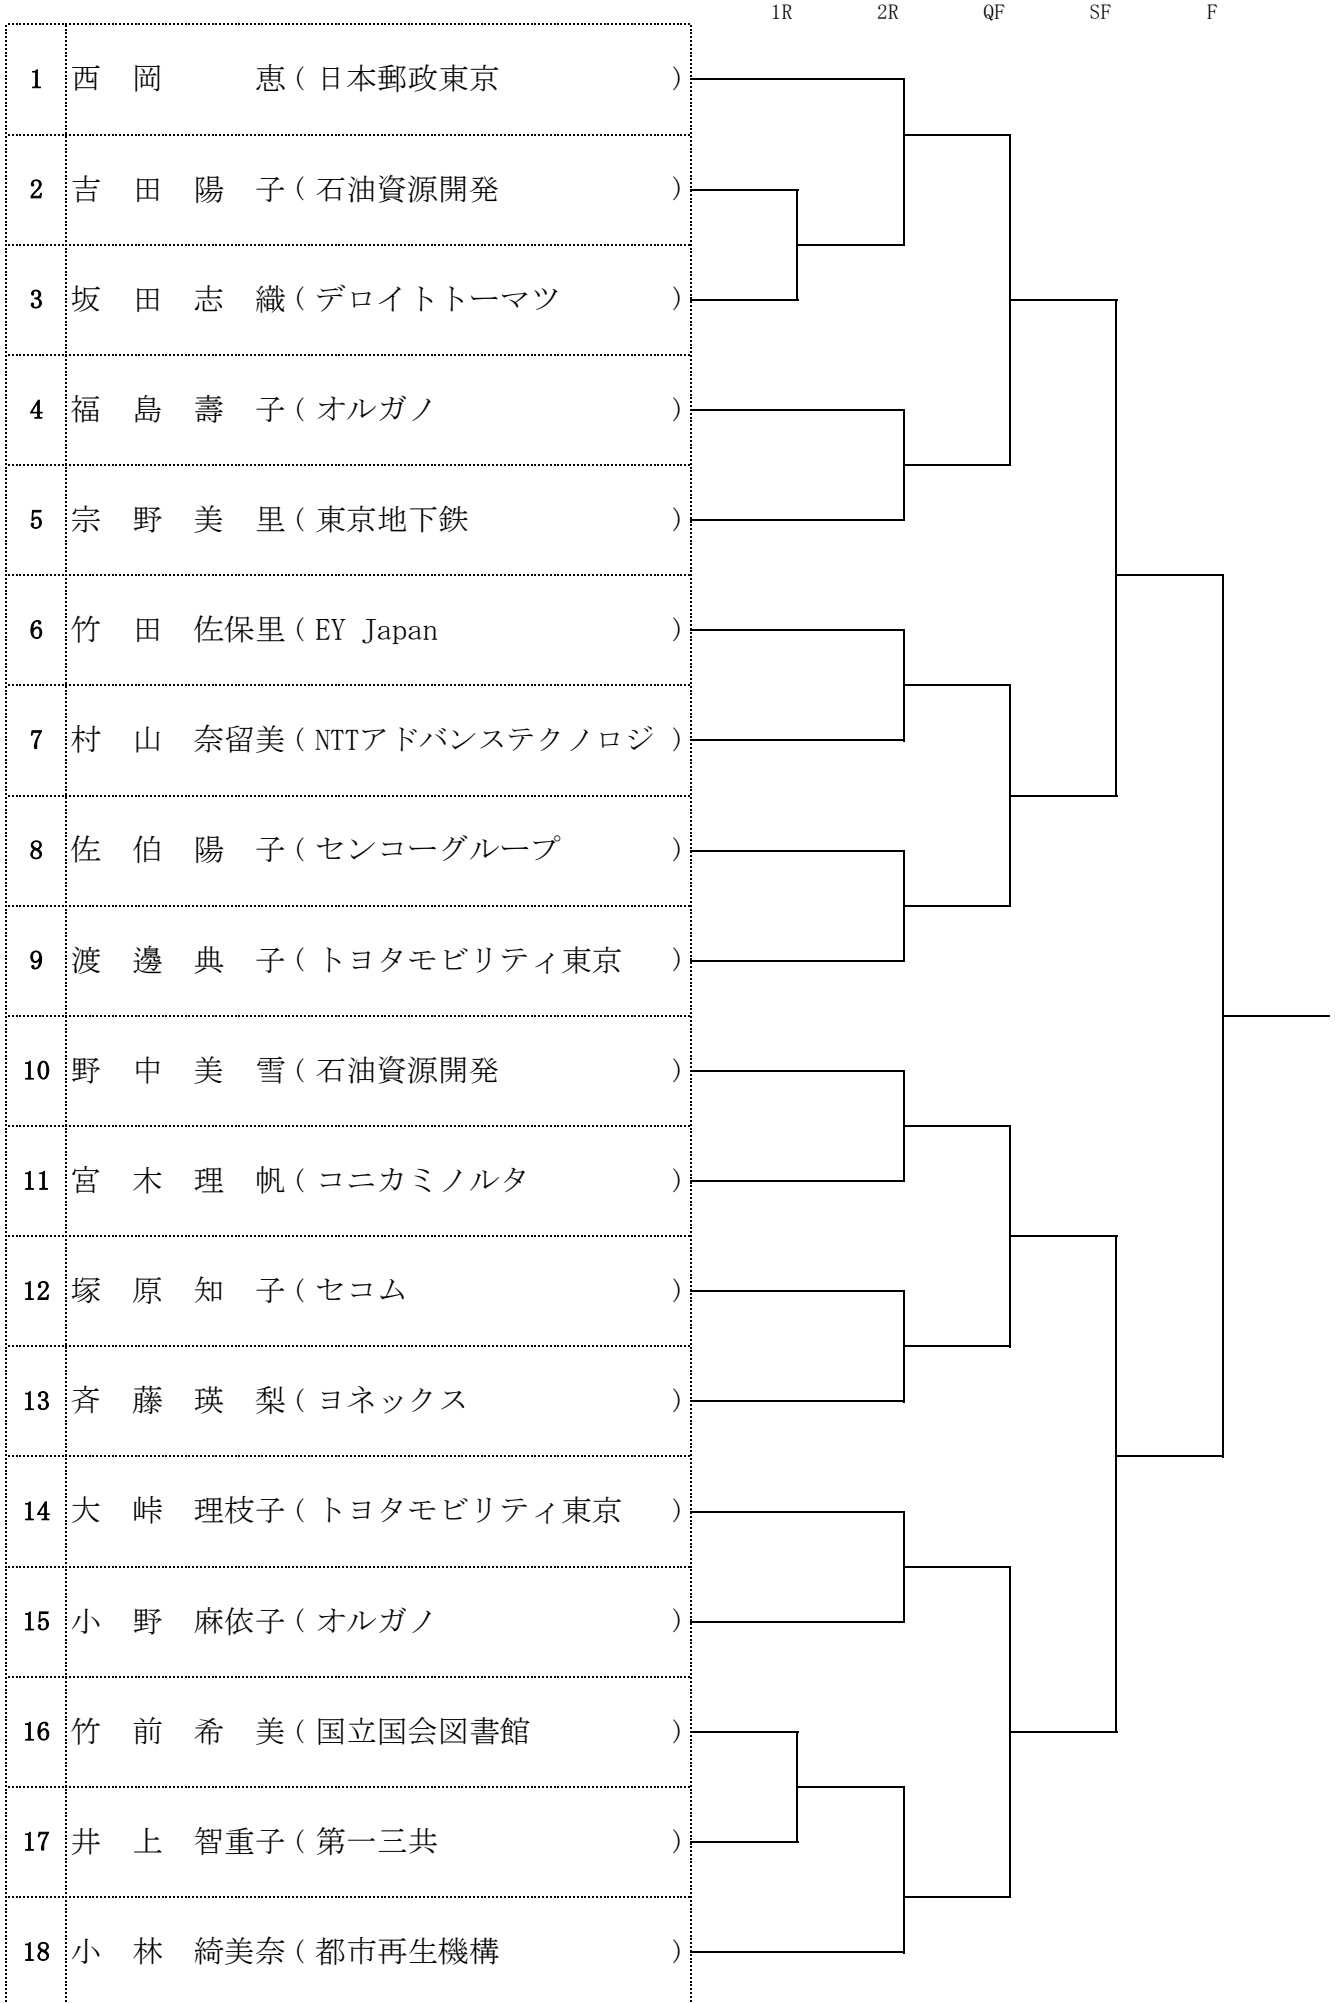 1R 2R QF SF F
1 西 岡 恵 ( 日本郵政東京 )
2 吉 田 陽 子 ( 石油資源開発 )
3 坂 田 志 織 ( デロイトトーマツ )
4 福 島 壽 子 ( オルガノ )
5 宗 野 美 里 ( 東京地下鉄 )
6 竹 田 佐保里 ( EY Japan )
7 村 山 奈留美 ( NTTアドバンステクノロジ )
8 佐 伯 陽 子 ( センコーグループ )
9 渡 邊 典 子 ( トヨタモビリティ東京 )
10 野 中 美 雪 ( 石油資源開発 )
11 宮 木 理 帆 ( コニカミノルタ )
12 塚 原 知 子 ( セコム )
13 斉 藤 瑛 梨 ( ヨネックス )
14 大 峠 理枝子 ( トヨタモビリティ東京 )
15 小 野 麻依子 ( オルガノ )
16 竹 前 希 美 ( 国立国会図書館 )
17 井 上 智重子 ( 第一三共 )
18 小 林 綺美奈 ( 都市再生機構 )